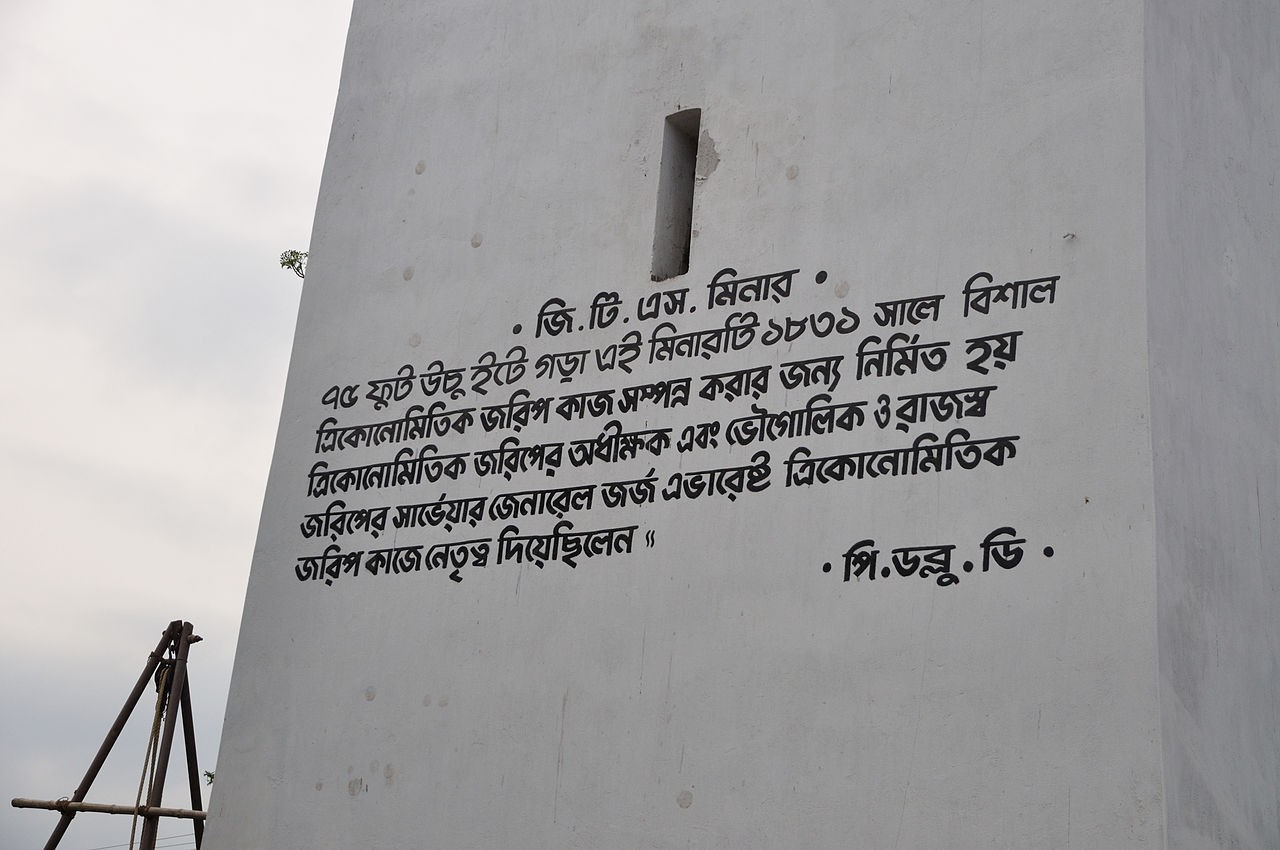 • জি. টি. এস. মিনার •
৭৫ ফুট উচু ইটে গড়া এই মিনারটি ১৮৩১ সালে বিশাল
ত্রিকোনোমিতিক জরিপ কাজ সম্পন্ন করার জন্য নির্মিত হয়
ত্রিকোনোমিতিক জরিপের অধীক্ষক এবং ভৌগোলিক ও রাজস্ব
জরিপের সার্ভেয়ার জেনারেল জর্জ এভারেষ্ট ত্রিকোনোমিতিক
জরিপ কাজে নেতৃত্ব দিয়েছিলেন "
• পি. ডব্লু. ডি •